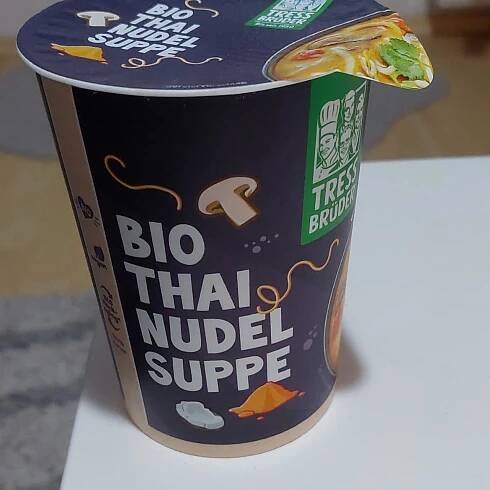 BIO
THAI
NUDEL
SUPPE
TRESS
BRÜDER
BIO
THAI
NUDEL
SUPPE
TRESS
BRÜDER